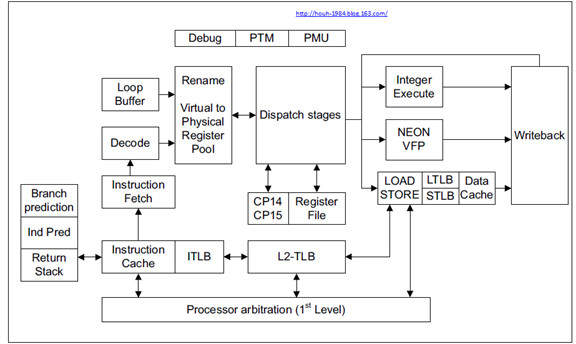 http://houh-1984.blog.163.com/
Debug PTM PMU
Loop
Buffer
Rename
Virtual to
Physical
Register
Pool
Dispatch stages
Integer
Execute
Writeback
Decode
NEON
VFP
Instruction
Fetch
CP14
CP15
Register
File
LOAD
STORE
LTLB
STLB
Data
Cache
Branch
prediction
Ind Pred
Return
Stack
Instruction
Cache
ITLB
L2-TLB
Processor arbitration (1st Level)